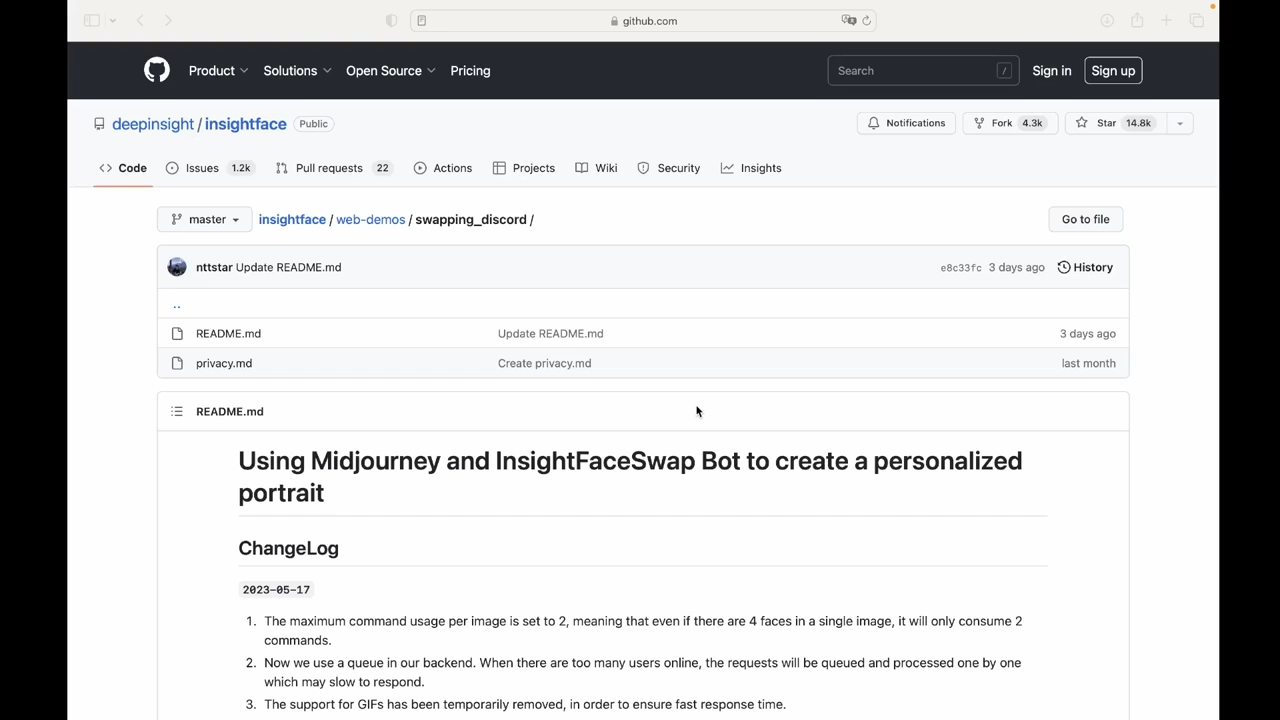 github.com
Product Solutions Open Source Pricing Search / Sign in Sign up
deepinsight / insightface Public Notifications Fork 4.3k Star 14.8k
Code Issues 1.2k Pull requests 22 Actions Projects Wiki Security Insights
master insightface / web-demos / swapping_discord / Go to file
nttstar Update README.md e8c33fc 3 days ago History
..
README.md Update README.md 3 days ago
privacy.md Create privacy.md last month
README.md
Using Midjourney and InsightFaceSwap Bot to create a personalized
portrait
ChangeLog
2023-05-17
1. The maximum command usage per image is set to 2, meaning that even if there are 4 faces in a single image, it will only consume 2
commands.
2. Now we use a queue in our backend. When there are too many users online, the requests will be queued and processed one by one
which may slow to respond.
3. The support for GIFs has been temporarily removed, in order to ensure fast response time.